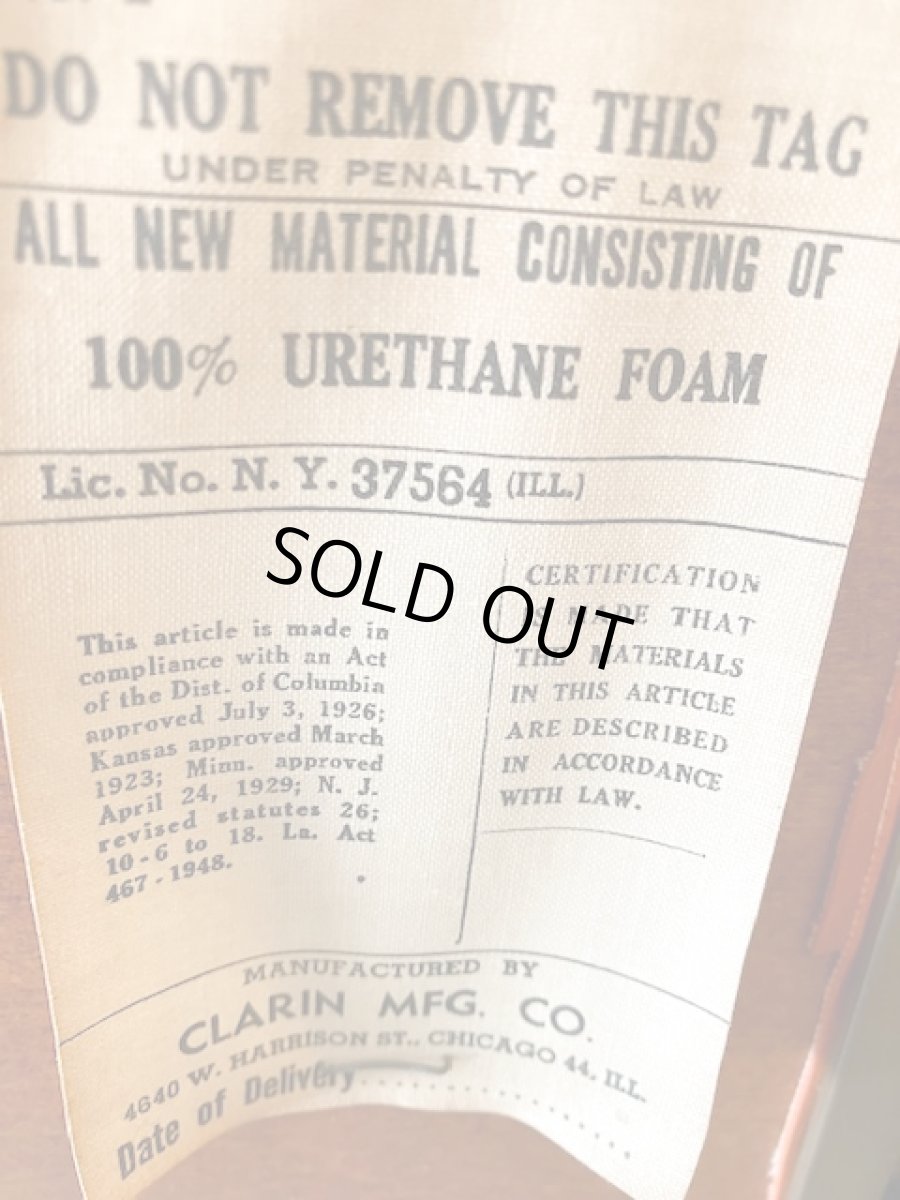 DO NOT REMOVE THIS TAG
UNDER PENALTY OF LAW
ALL NEW MATERIAL CONSISTING OF
100% URETHANE FOAM
Lic. No. N. Y. 37564 (ILL.)
This article is made in
compliance with an Act
of the Dist. of Columbia
approved July 3, 1926;
Kansas approved March
1923; Minn. approved
April 24, 1929; N. J.
revised statutes 26;
10-6 to 18. La. Act
467-1948.
CERTIFICATION
IS MADE THAT
THE MATERIALS
IN THIS ARTICLE
ARE DESCRIBED
IN ACCORDANCE
WITH LAW.
SOLD OUT
MANUFACTURED BY
CLARIN MFG. CO.
4640 W. HARRISON ST., CHICAGO 44, ILL.
Date of Delivery....................